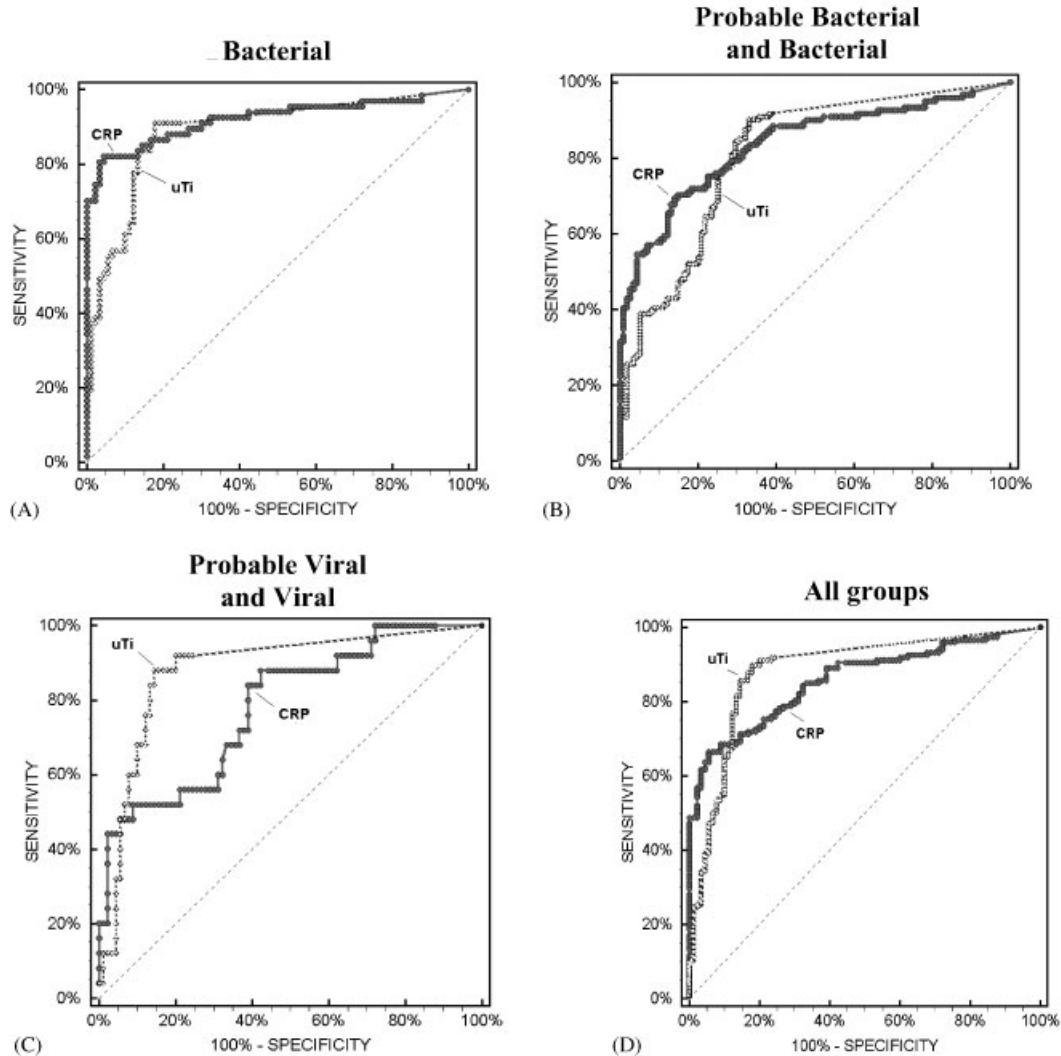 Bacterial
100%
80%
60%
40%
20%
0%
SENSITIVITY
CRP
uTi
0% 20% 40% 60% 80% 100%
100% - SPECIFICITY
(A)
Probable Bacterial
and Bacterial
100%
80%
60%
40%
20%
0%
SENSITIVITY
CRP
uTi
0% 20% 40% 60% 80% 100%
100% - SPECIFICITY
(B)
Probable Viral
and Viral
100%
80%
60%
40%
20%
0%
SENSITIVITY
uTi
CRP
0% 20% 40% 60% 80% 100%
100% - SPECIFICITY
(C)
All groups
100%
80%
60%
40%
20%
0%
SENSITIVITY
uTi
CRP
0% 20% 40% 60% 80% 100%
100% - SPECIFICITY
(D)